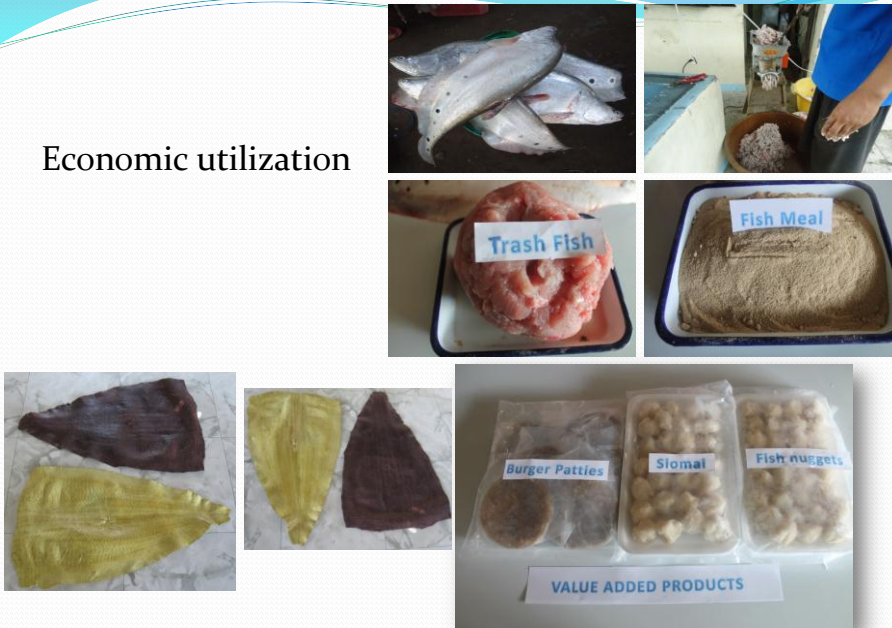 Economic utilization
Trash Fish
Fish Meal
Burger Patties
Siomai
Fish nuggets
VALUE ADDED PRODUCTS